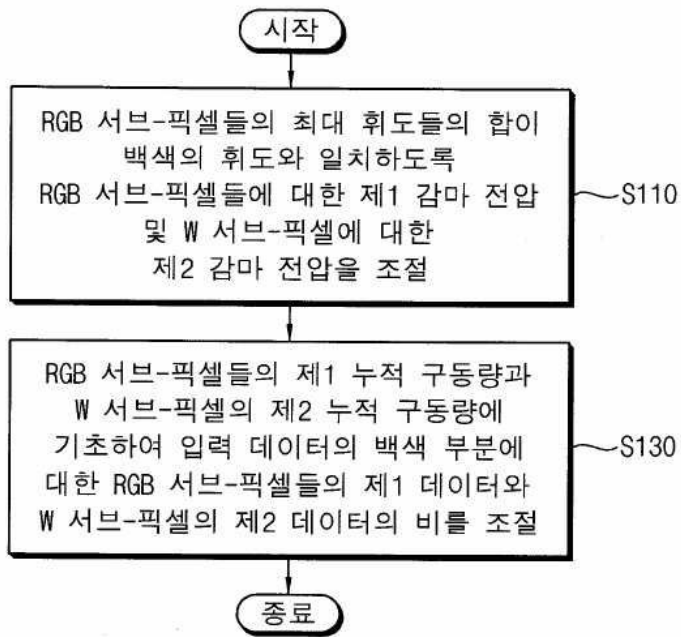 시작
RGB 서브-픽셀들의 최대 휘도들의 합이
백색의 휘도와 일치하도록
RGB 서브-픽셀들에 대한 제1 감마 전압
및 W 서브-픽셀에 대한
제2 감마 전압을 조절
S110
RGB 서브-픽셀들의 제1 누적 구동량과
W 서브-픽셀의 제2 누적 구동량에
기초하여 입력 데이터의 백색 부분에
대한 RGB 서브-픽셀들의 제1 데이터와
W 서브-픽셀의 제2 데이터의 비를 조절
S130
종료